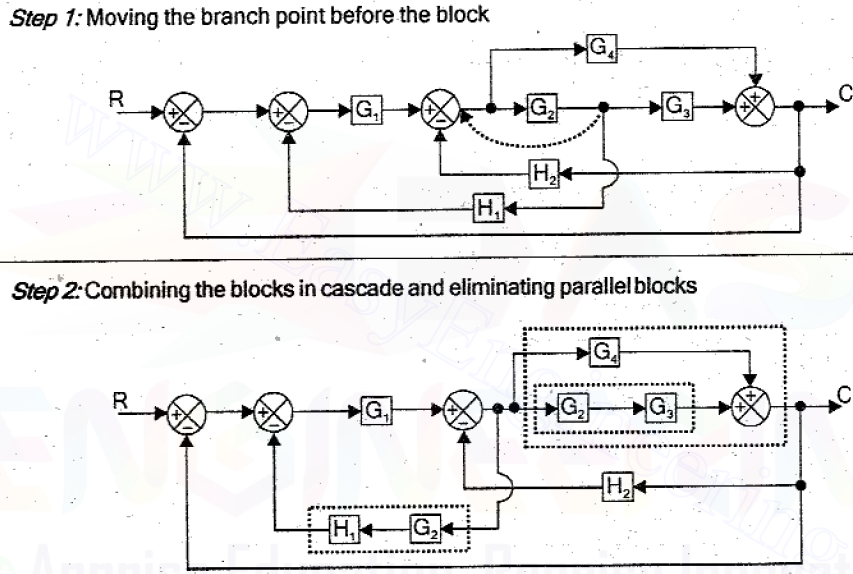 Step 1: Moving the branch point before the block
G₄
R + − + − G₁ + − G₂ G₃ + + C
H₂
H₁
Step 2: Combining the blocks in cascade and eliminating parallel blocks
G₄
R + − + − G₁ + − G₂ G₃ + + C
H₂
H₁ G₂